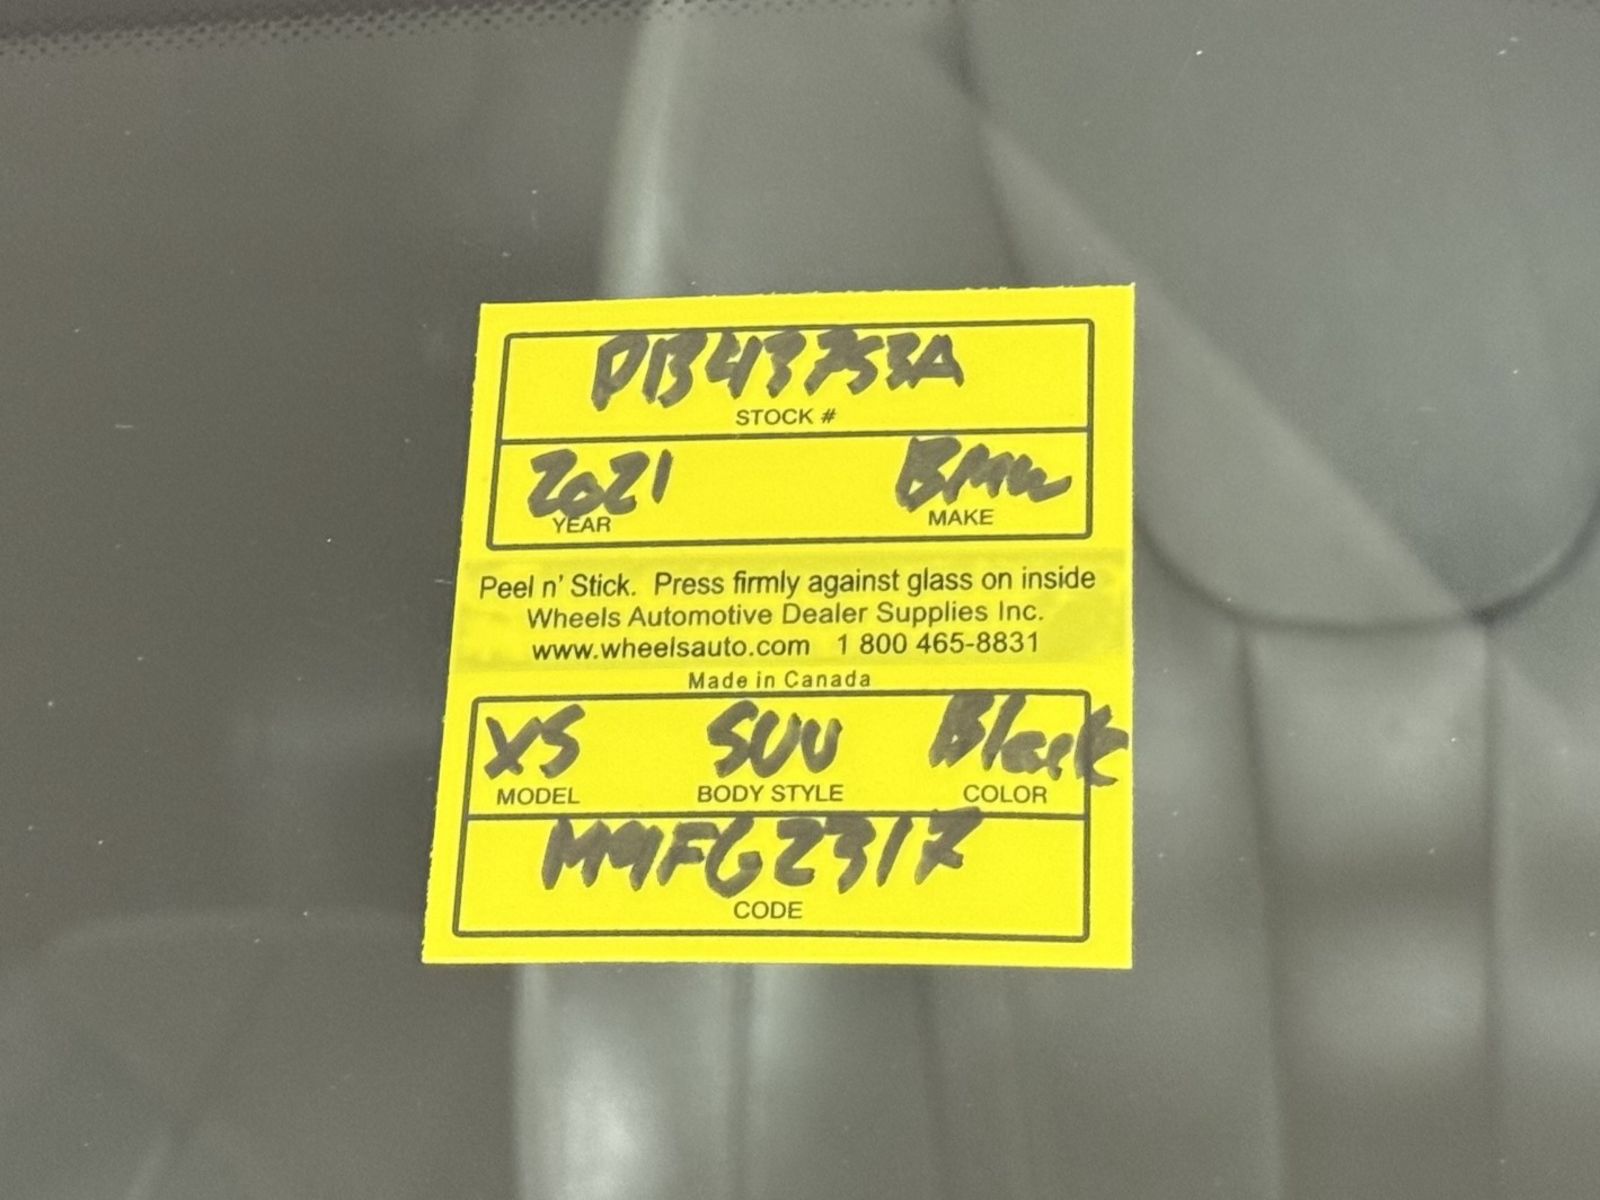 PB43753A
STOCK #
2021 BMW
YEAR MAKE
Peel n' Stick. Press firmly against glass on inside
Wheels Automotive Dealer Supplies Inc.
www.wheelsauto.com 1 800 465-8831
Made in Canada
X5 SUV Black
MODEL BODY STYLE COLOR
M9FG2317
CODE